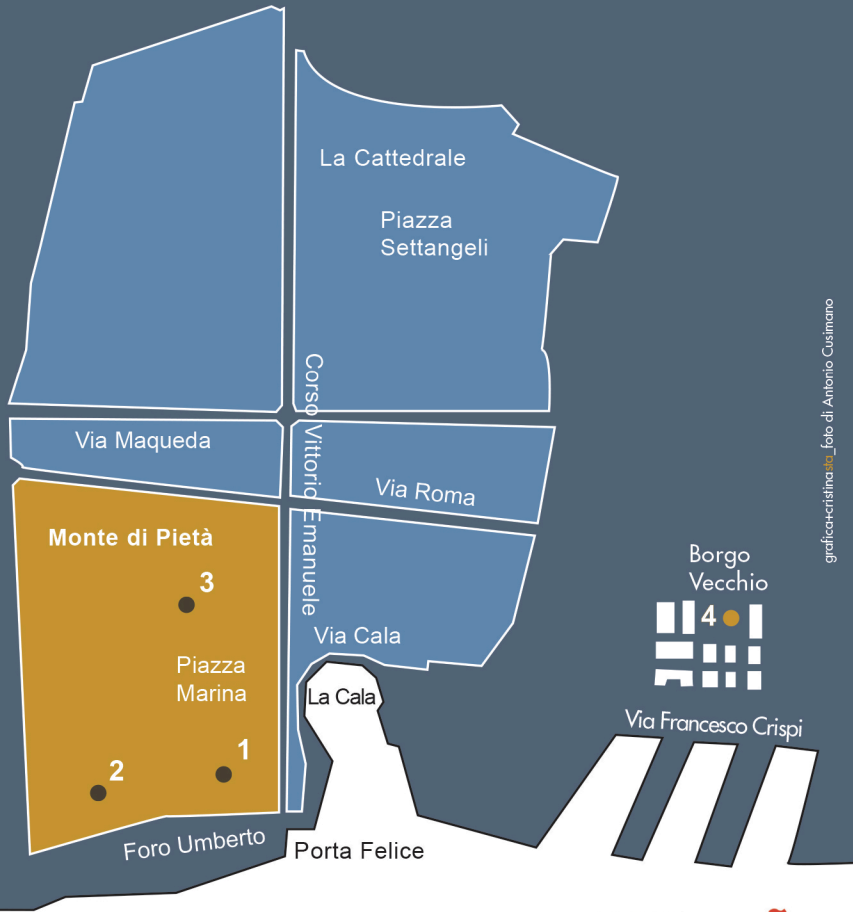 La Cattedrale
Piazza
Settangeli
Corso Vittorio Emanuele
Via Maqueda
Via Roma
Monte di Pietà
3
Via Cala
Piazza
Marina
La Cala
1
2
Foro Umberto
Porta Felice
Borgo
Vecchio
4
Via Francesco Crispi
grafica+cristinasta_foto di Antonio Cusimano